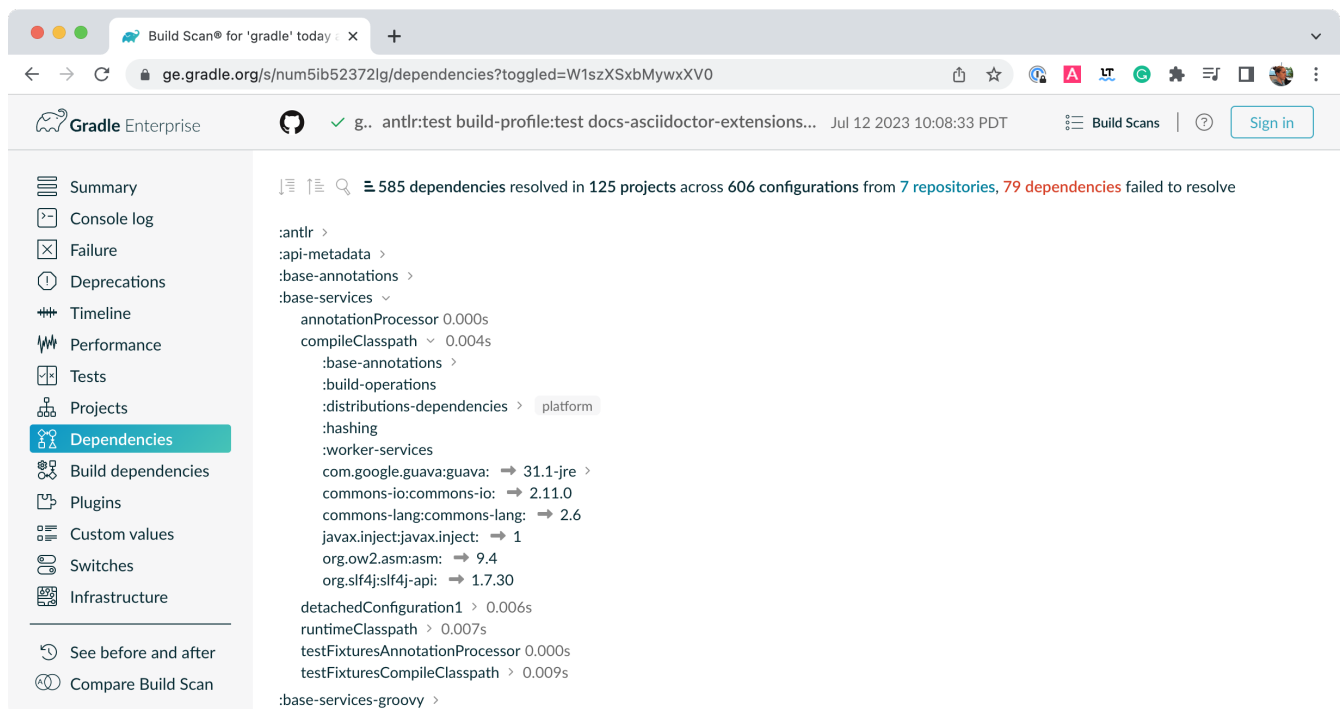 Build Scan® for 'gradle' today
ge.gradle.org/s/num5ib52372lg/dependencies?toggled=W1szXSxbMywxXV0
Gradle Enterprise
g.. antlr:test build-profile:test docs-asciidoctor-extensions... Jul 12 2023 10:08:33 PDT
Build Scans
?
Sign in
Summary
Console log
Failure
Deprecations
Timeline
Performance
Tests
Projects
Dependencies
Build dependencies
Plugins
Custom values
Switches
Infrastructure
See before and after
Compare Build Scan
585 dependencies resolved in 125 projects across 606 configurations from 7 repositories, 79 dependencies failed to resolve
:antlr
:api-metadata
:base-annotations
:base-services
annotationProcessor 0.000s
compileClasspath 0.004s
:base-annotations
:build-operations
:distributions-dependencies platform
:hashing
:worker-services
com.google.guava:guava: → 31.1-jre
commons-io:commons-io: → 2.11.0
commons-lang:commons-lang: → 2.6
javax.inject:javax.inject: → 1
org.ow2.asm:asm: → 9.4
org.slf4j:slf4j-api: → 1.7.30
detachedConfiguration1 0.006s
runtimeClasspath 0.007s
testFixturesAnnotationProcessor 0.000s
testFixturesCompileClasspath 0.009s
:base-services-groovy